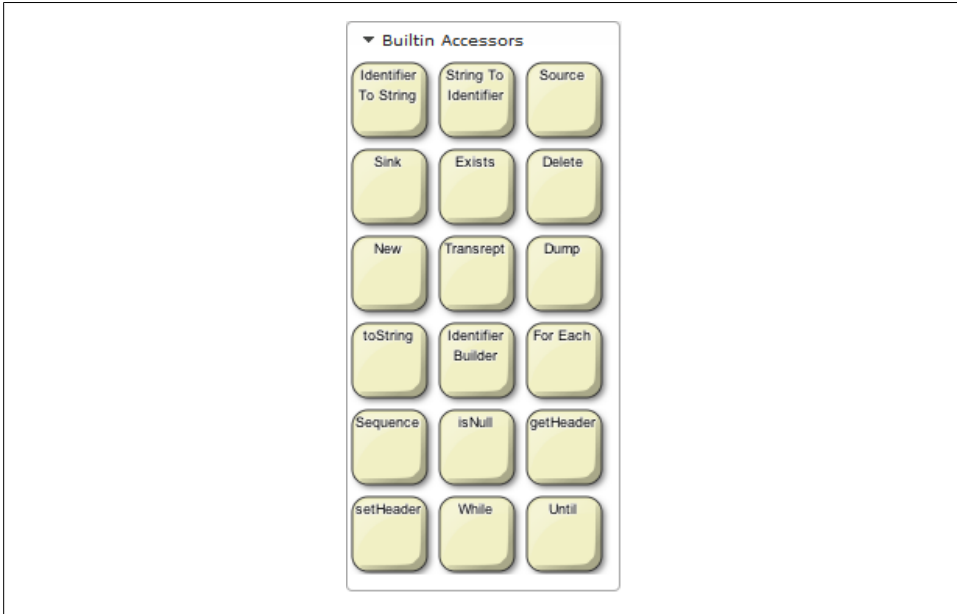 Builtin Accessors
Identifier
To String
String To
Identifier
Source
Sink
Exists
Delete
New
Transrept
Dump
toString
Identifier
Builder
For Each
Sequence
isNull
getHeader
setHeader
While
Until